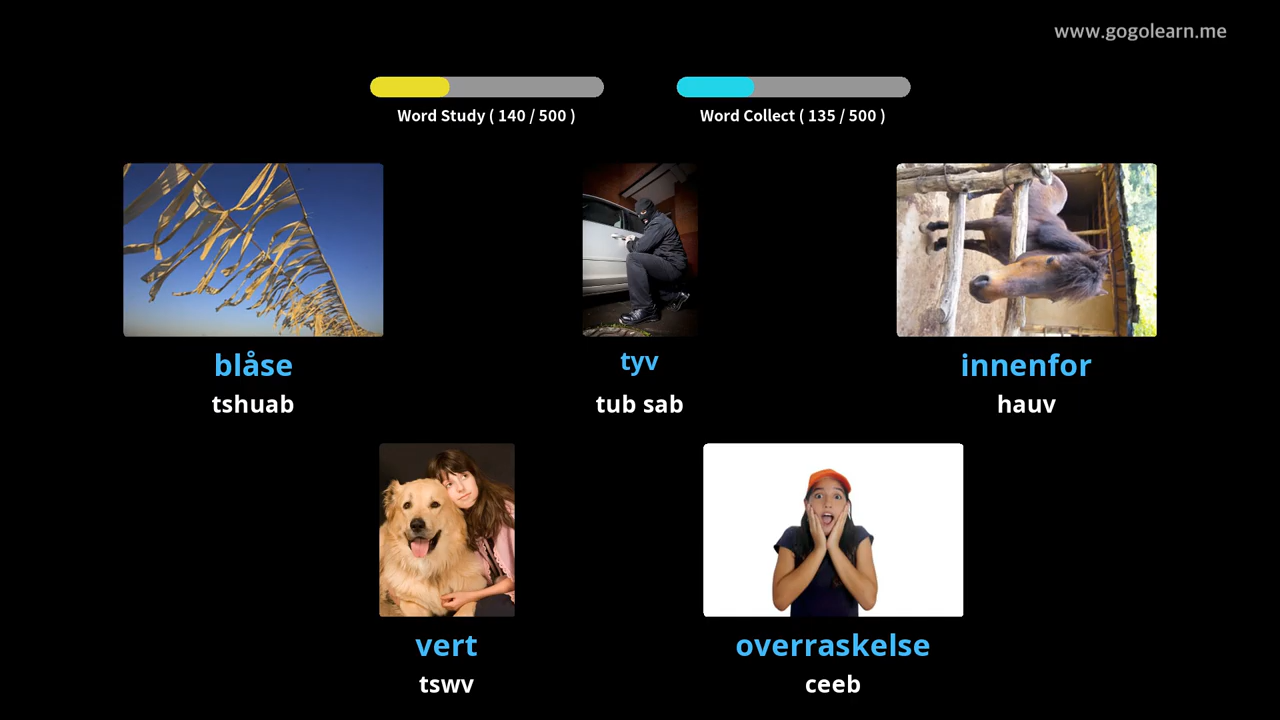 www.gogolearn.me
Word Study ( 140 / 500 )
Word Collect ( 135 / 500 )
blåse
tshuab
tyv
tub sab
innenfor
hauv
vert
tswv
overraskelse
ceeb